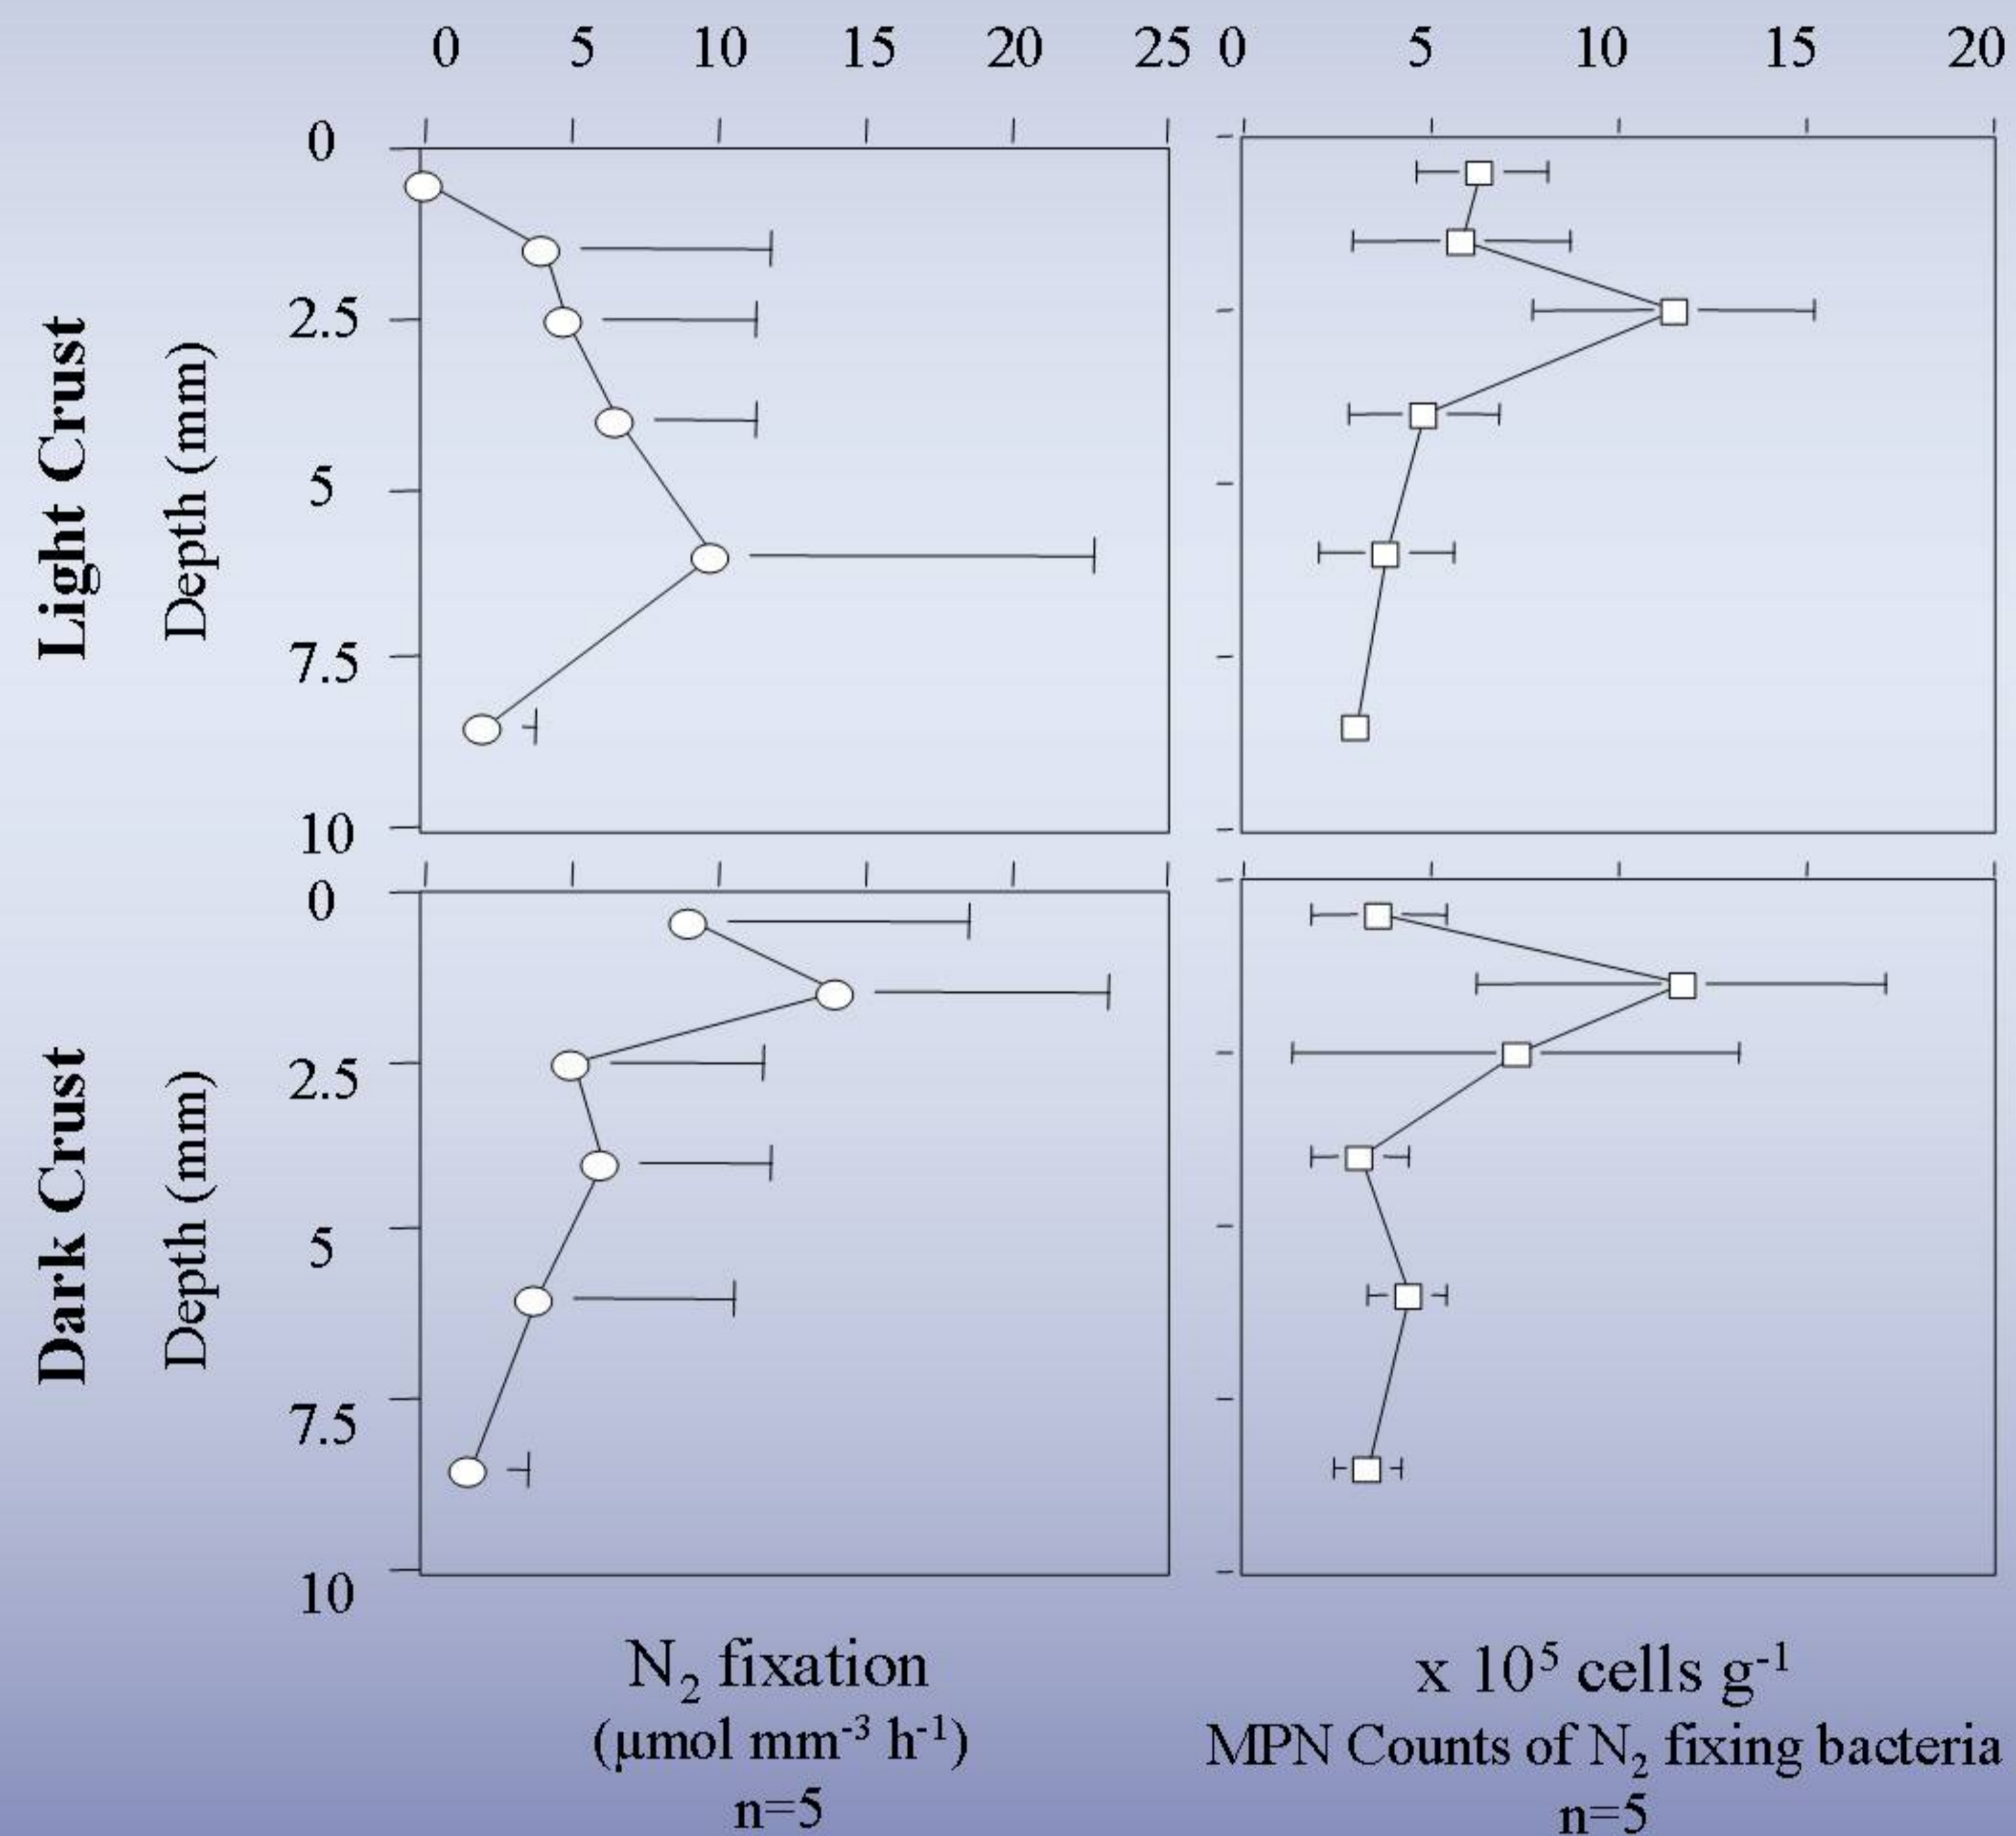 0 5 10 15 20 25 0 5 10 15 20
Light Crust
Depth (mm)
0
2.5
5
7.5
10
Dark Crust
Depth (mm)
0
2.5
5
7.5
10
N₂ fixation
(µmol mm⁻³ h⁻¹)
n=5
x 10⁵ cells g⁻¹
MPN Counts of N₂ fixing bacteria
n=5